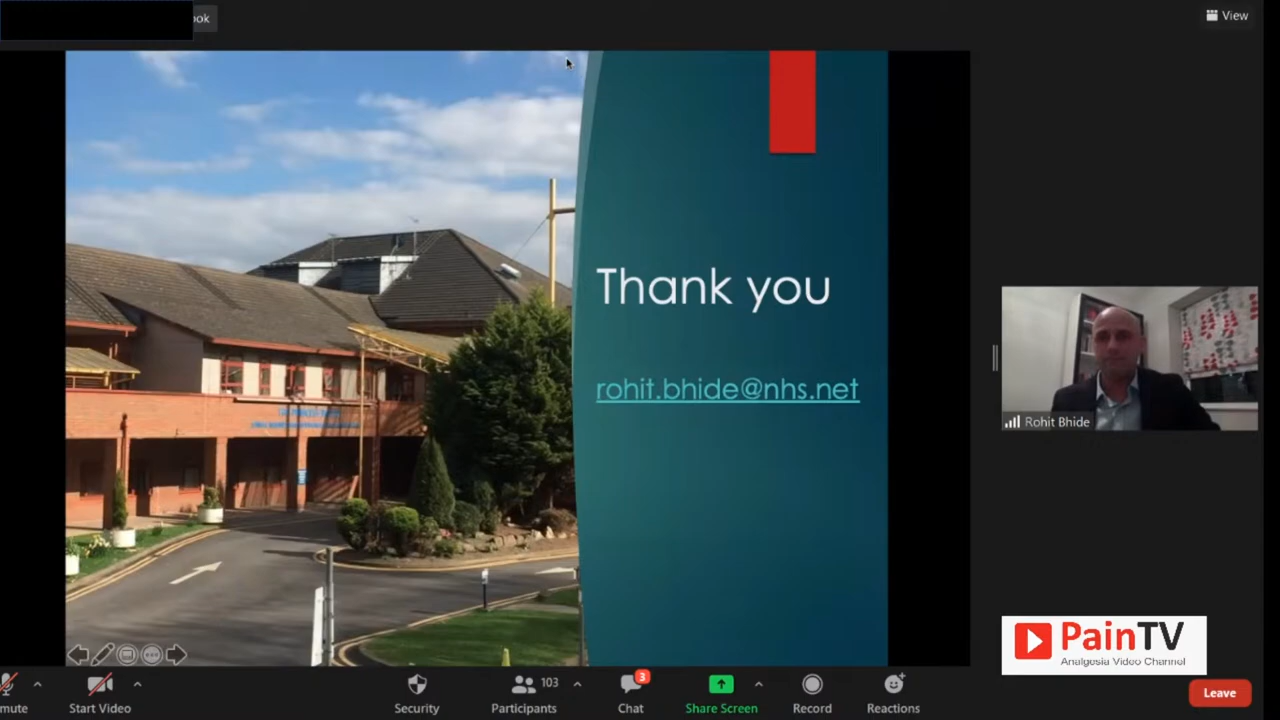 ook
View
Thank you
rohit.bhide@nhs.net
Rohit Bhide
PainTV
Analgesia Video Channel
mute
Start Video
Security
103
Participants
3
Chat
Share Screen
Record
Reactions
Leave